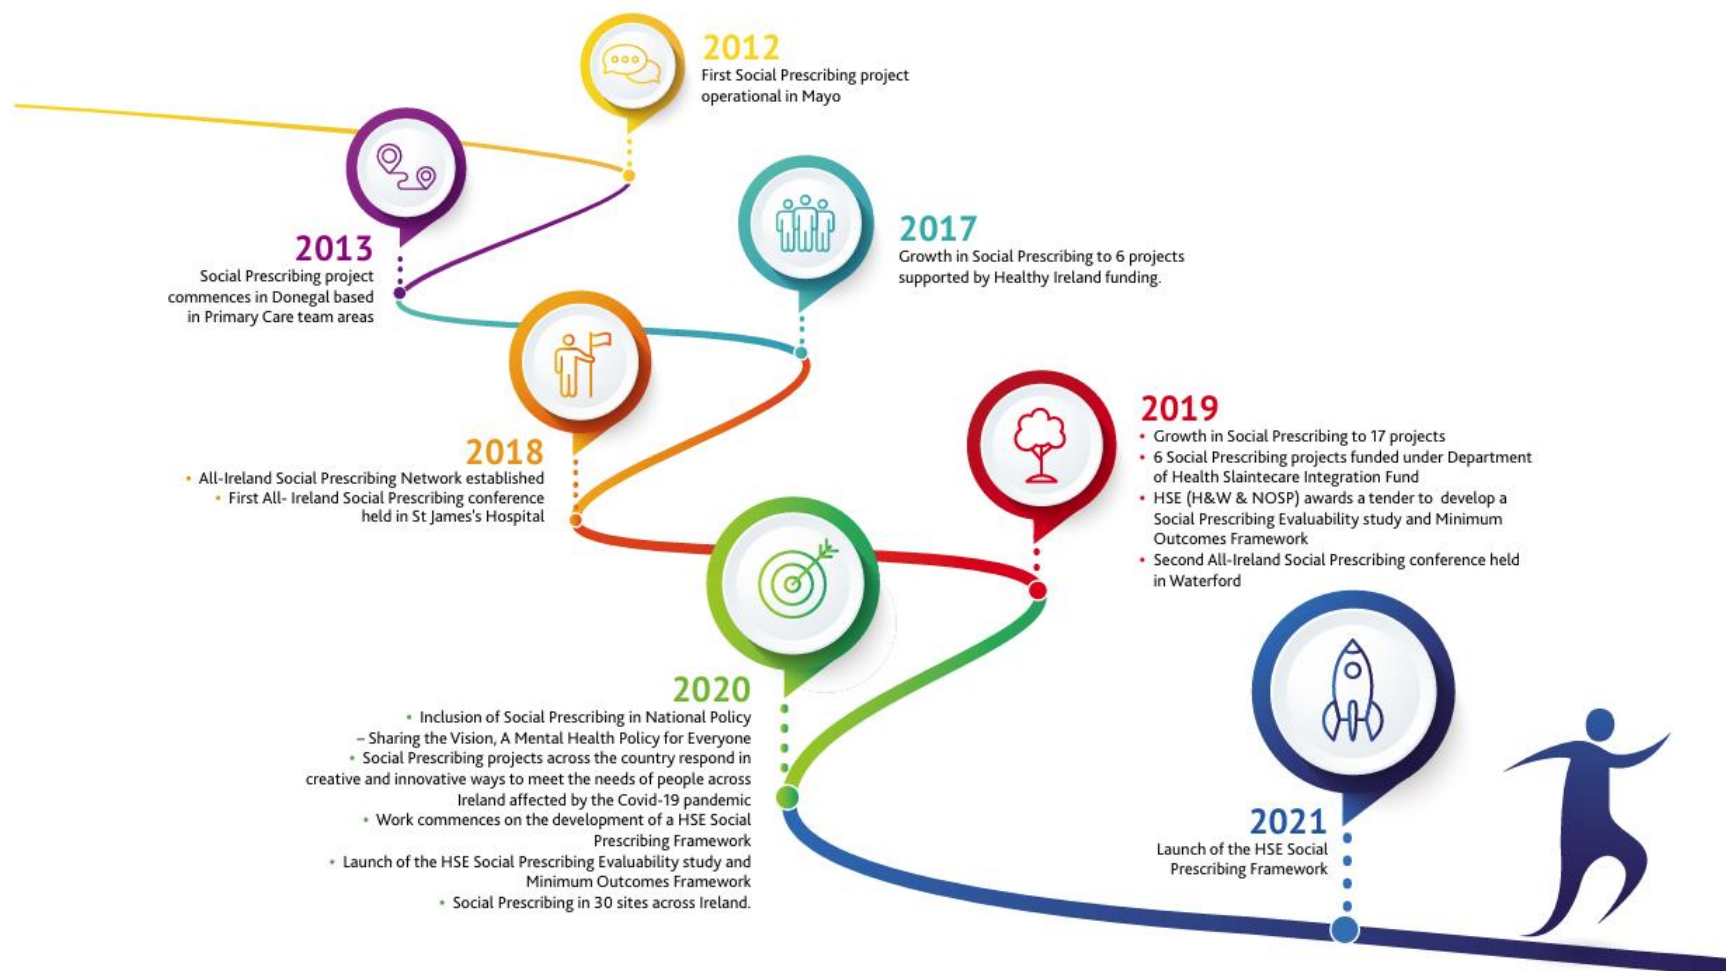 2012
First Social Prescribing project
operational in Mayo
2013
Social Prescribing project
commences in Donegal based
in Primary Care team areas
2017
Growth in Social Prescribing to 6 projects
supported by Healthy Ireland funding.
2018
• All-Ireland Social Prescribing Network established
• First All- Ireland Social Prescribing conference
held in St James's Hospital
2019
• Growth in Social Prescribing to 17 projects
• 6 Social Prescribing projects funded under Department
of Health Slaintecare Integration Fund
• HSE (H&W & NOSP) awards a tender to develop a
Social Prescribing Evaluability study and Minimum
Outcomes Framework
• Second All-Ireland Social Prescribing conference held
in Waterford
2020
• Inclusion of Social Prescribing in National Policy
– Sharing the Vision, A Mental Health Policy for Everyone
• Social Prescribing projects across the country respond in
creative and innovative ways to meet the needs of people across
Ireland affected by the Covid-19 pandemic
• Work commences on the development of a HSE Social
Prescribing Framework
• Launch of the HSE Social Prescribing Evaluability study and
Minimum Outcomes Framework
• Social Prescribing in 30 sites across Ireland.
2021
Launch of the HSE Social
Prescribing Framework